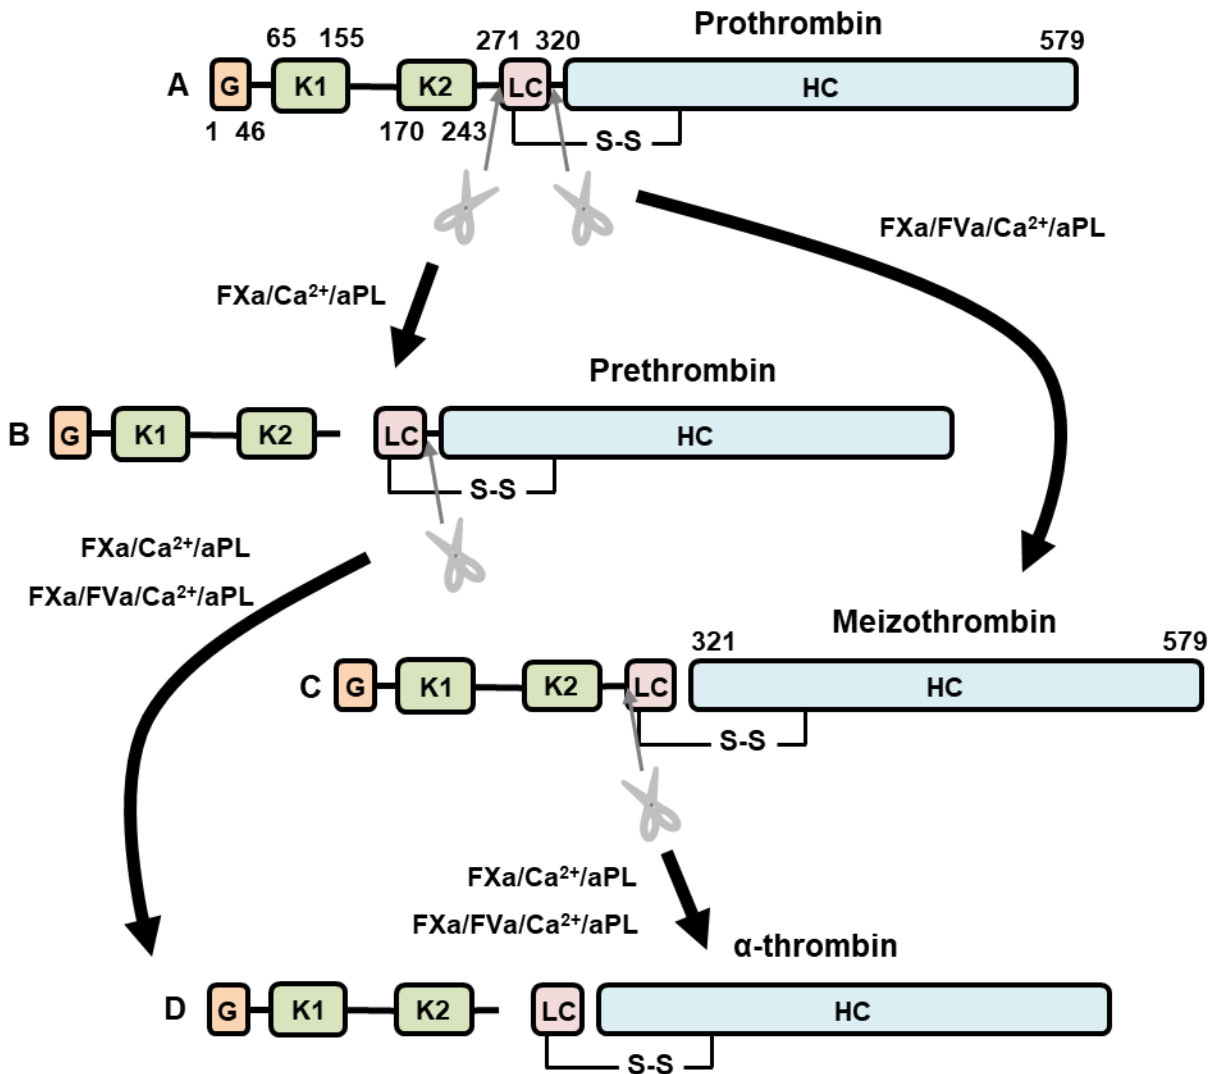 Prothrombin
65 155 271 320 579
A G K1 K2 LC HC
1 46 170 243 S-S
FXa/FVa/Ca²⁺/aPL
FXa/Ca²⁺/aPL
Prethrombin
B G K1 K2 LC HC
S-S
FXa/Ca²⁺/aPL
FXa/FVa/Ca²⁺/aPL
Meizothrombin
321 579
C G K1 K2 LC HC
S-S
FXa/Ca²⁺/aPL
FXa/FVa/Ca²⁺/aPL
α-thrombin
D G K1 K2 LC HC
S-S